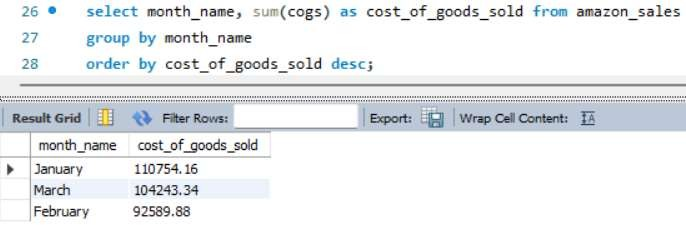 26 select month_name, sum(cogs) as cost_of_goods_sold from amazon_sales
27 group by month_name
28 order by cost_of_goods_sold desc;
Result Grid Filter Rows: Export: Wrap Cell Content:
month_name cost_of_goods_sold
January 110754.16
March 104243.34
February 92589.88